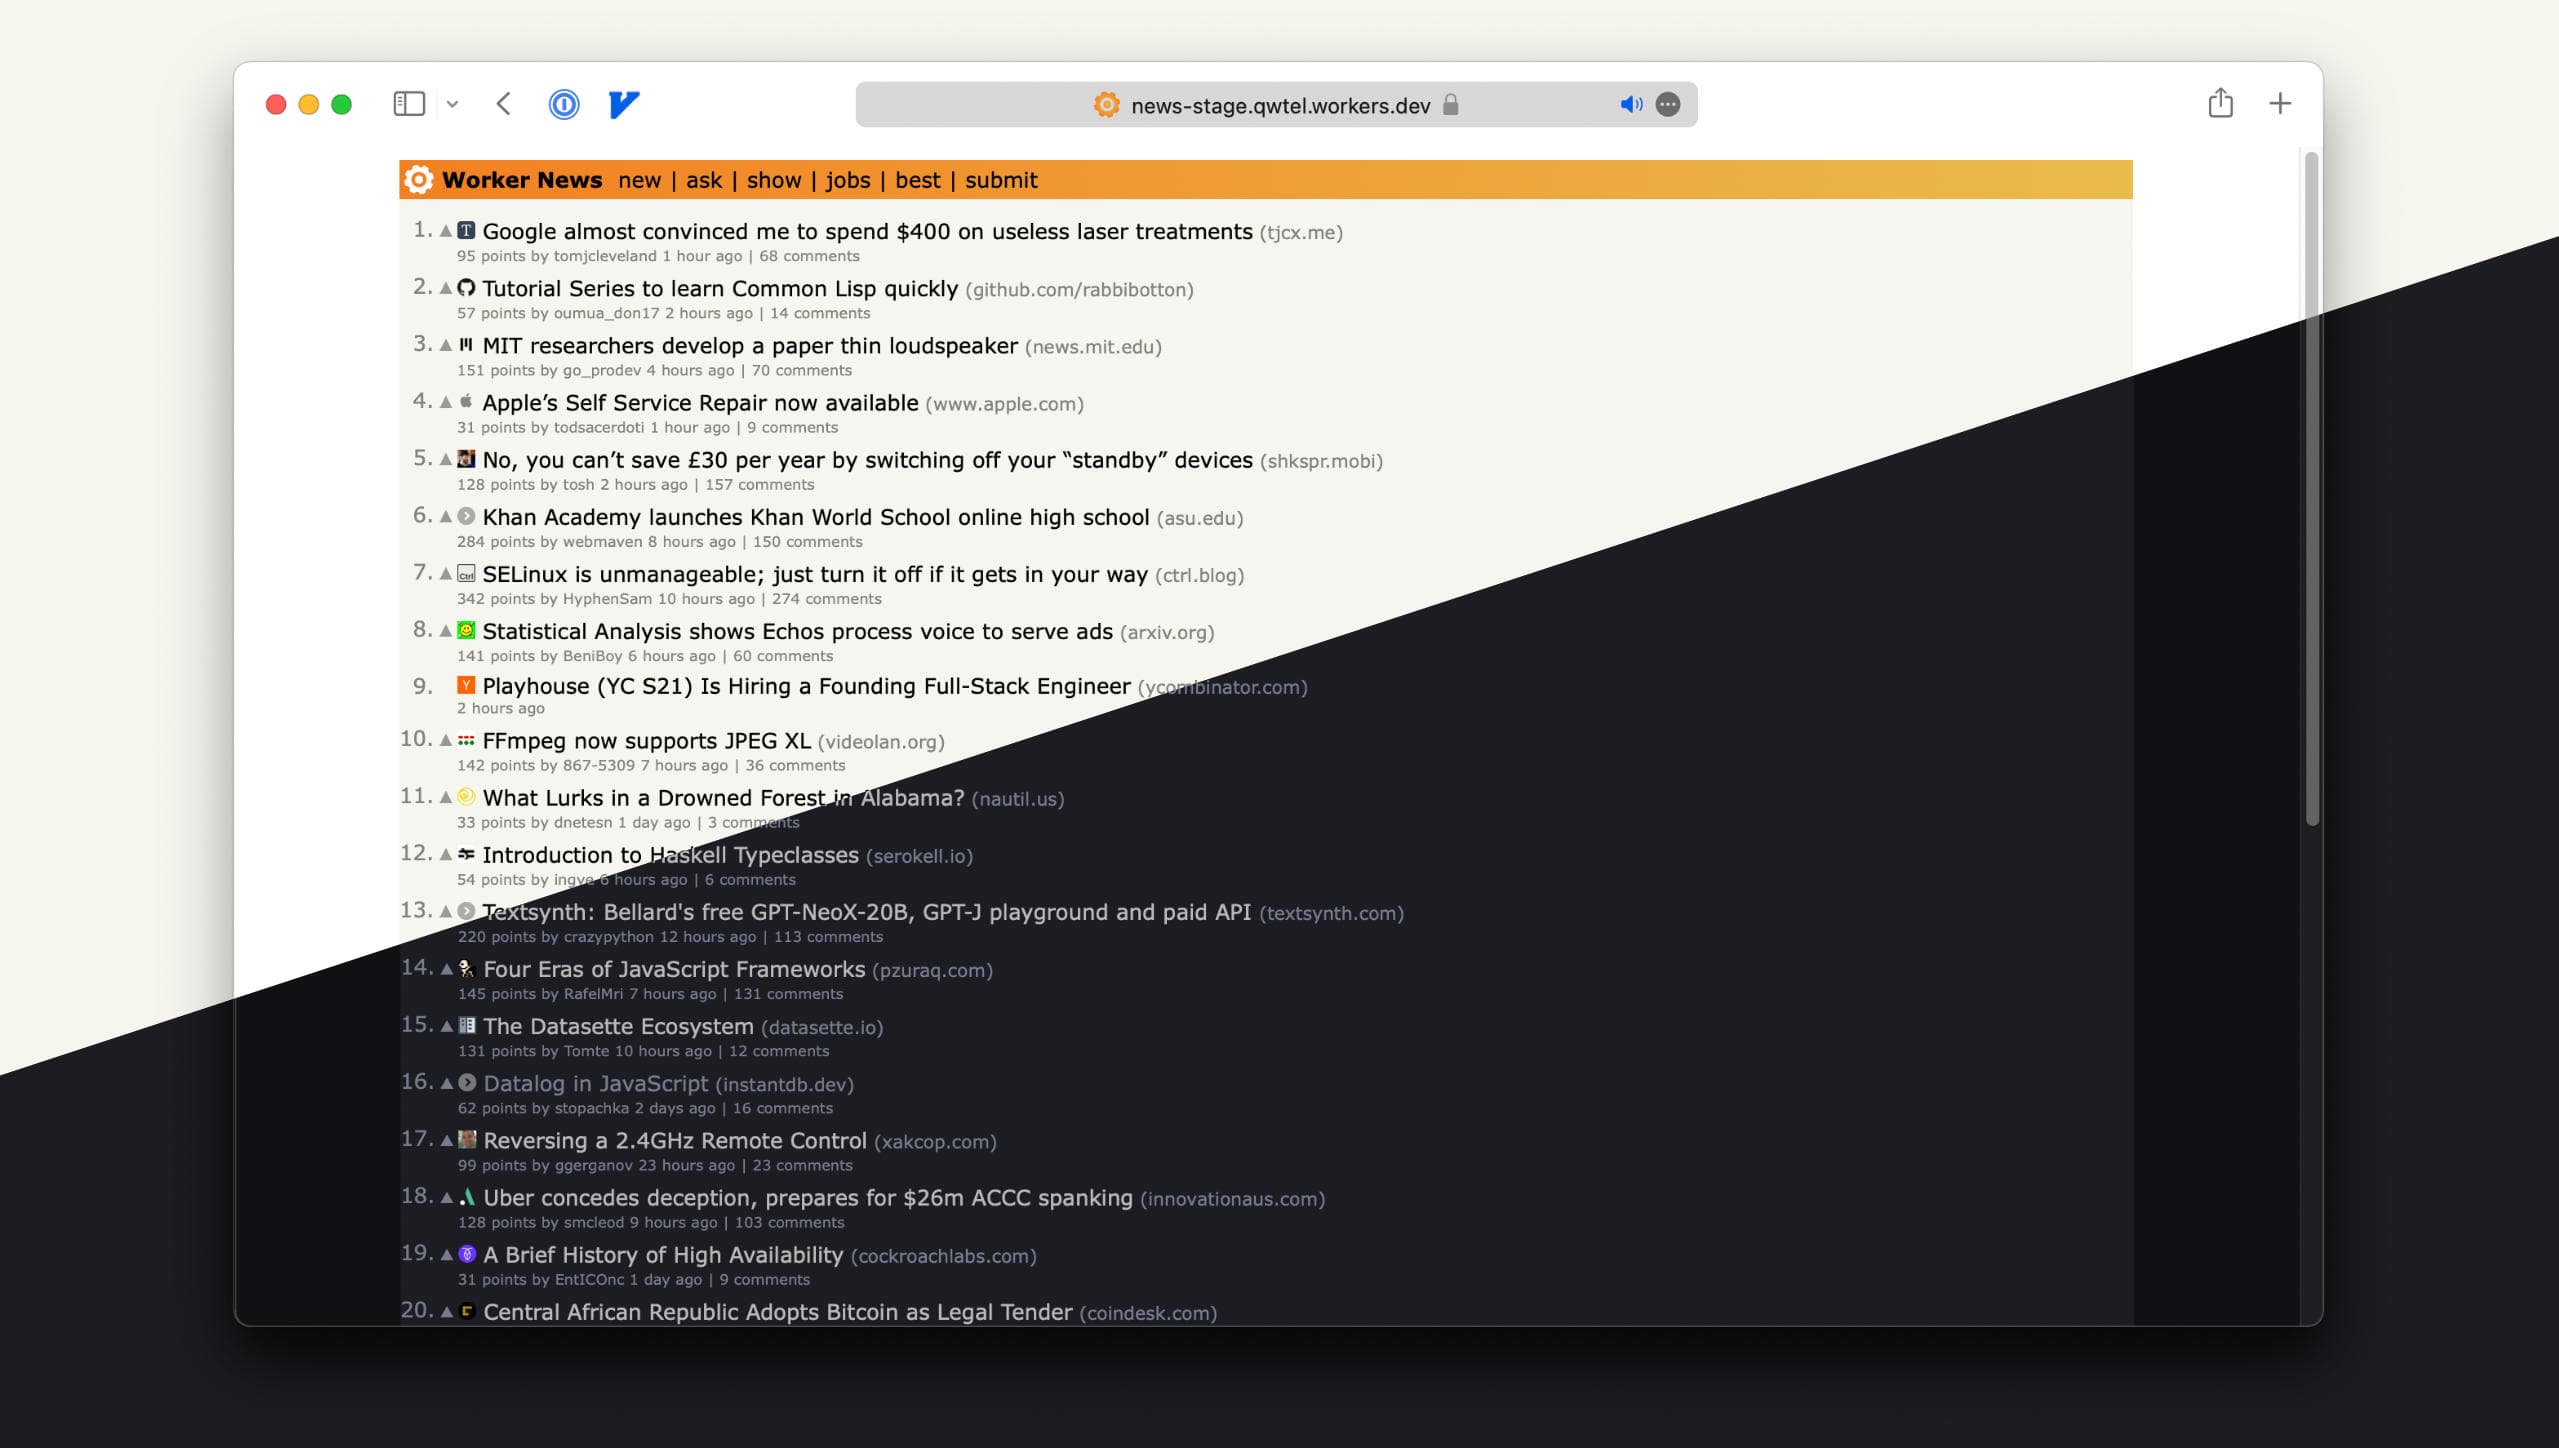 news-stage.qwtel.workers.dev
Worker News new | ask | show | jobs | best | submit
1. ▲ T Google almost convinced me to spend $400 on useless laser treatments (tjcx.me)
95 points by tomjcleveland 1 hour ago | 68 comments
2. ▲ Tutorial Series to learn Common Lisp quickly (github.com/rabbibotton)
57 points by oumua_don17 2 hours ago | 14 comments
3. ▲ MIT researchers develop a paper thin loudspeaker (news.mit.edu)
151 points by go_prodev 4 hours ago | 70 comments
4. ▲ Apple’s Self Service Repair now available (www.apple.com)
31 points by todsacerdoti 1 hour ago | 9 comments
5. ▲ No, you can’t save £30 per year by switching off your “standby” devices (shkspr.mobi)
128 points by tosh 2 hours ago | 157 comments
6. ▲ Khan Academy launches Khan World School online high school (asu.edu)
284 points by webmaven 8 hours ago | 150 comments
7. ▲ Ctrl SELinux is unmanageable; just turn it off if it gets in your way (ctrl.blog)
342 points by HyphenSam 10 hours ago | 274 comments
8. ▲ Statistical Analysis shows Echos process voice to serve ads (arxiv.org)
141 points by BeniBoy 6 hours ago | 60 comments
9. Y Playhouse (YC S21) Is Hiring a Founding Full-Stack Engineer (ycombinator.com)
2 hours ago
10. ▲ FFmpeg now supports JPEG XL (videolan.org)
142 points by 867-5309 7 hours ago | 36 comments
11. ▲ What Lurks in a Drowned Forest in Alabama? (nautil.us)
33 points by dnetesn 1 day ago | 3 comments
12. ▲ Introduction to Haskell Typeclasses (serokell.io)
54 points by ingve 6 hours ago | 6 comments
13. ▲ Textsynth: Bellard's free GPT-NeoX-20B, GPT-J playground and paid API (textsynth.com)
220 points by crazypython 12 hours ago | 113 comments
14. ▲ Four Eras of JavaScript Frameworks (pzuraq.com)
145 points by RafelMri 7 hours ago | 131 comments
15. ▲ The Datasette Ecosystem (datasette.io)
131 points by Tomte 10 hours ago | 12 comments
16. ▲ Datalog in JavaScript (instantdb.dev)
62 points by stopachka 2 days ago | 16 comments
17. ▲ Reversing a 2.4GHz Remote Control (xakcop.com)
99 points by ggerganov 23 hours ago | 23 comments
18. ▲ Uber concedes deception, prepares for $26m ACCC spanking (innovationaus.com)
128 points by smcleod 9 hours ago | 103 comments
19. ▲ A Brief History of High Availability (cockroachlabs.com)
31 points by EntICOnc 1 day ago | 9 comments
20. ▲ Central African Republic Adopts Bitcoin as Legal Tender (coindesk.com)